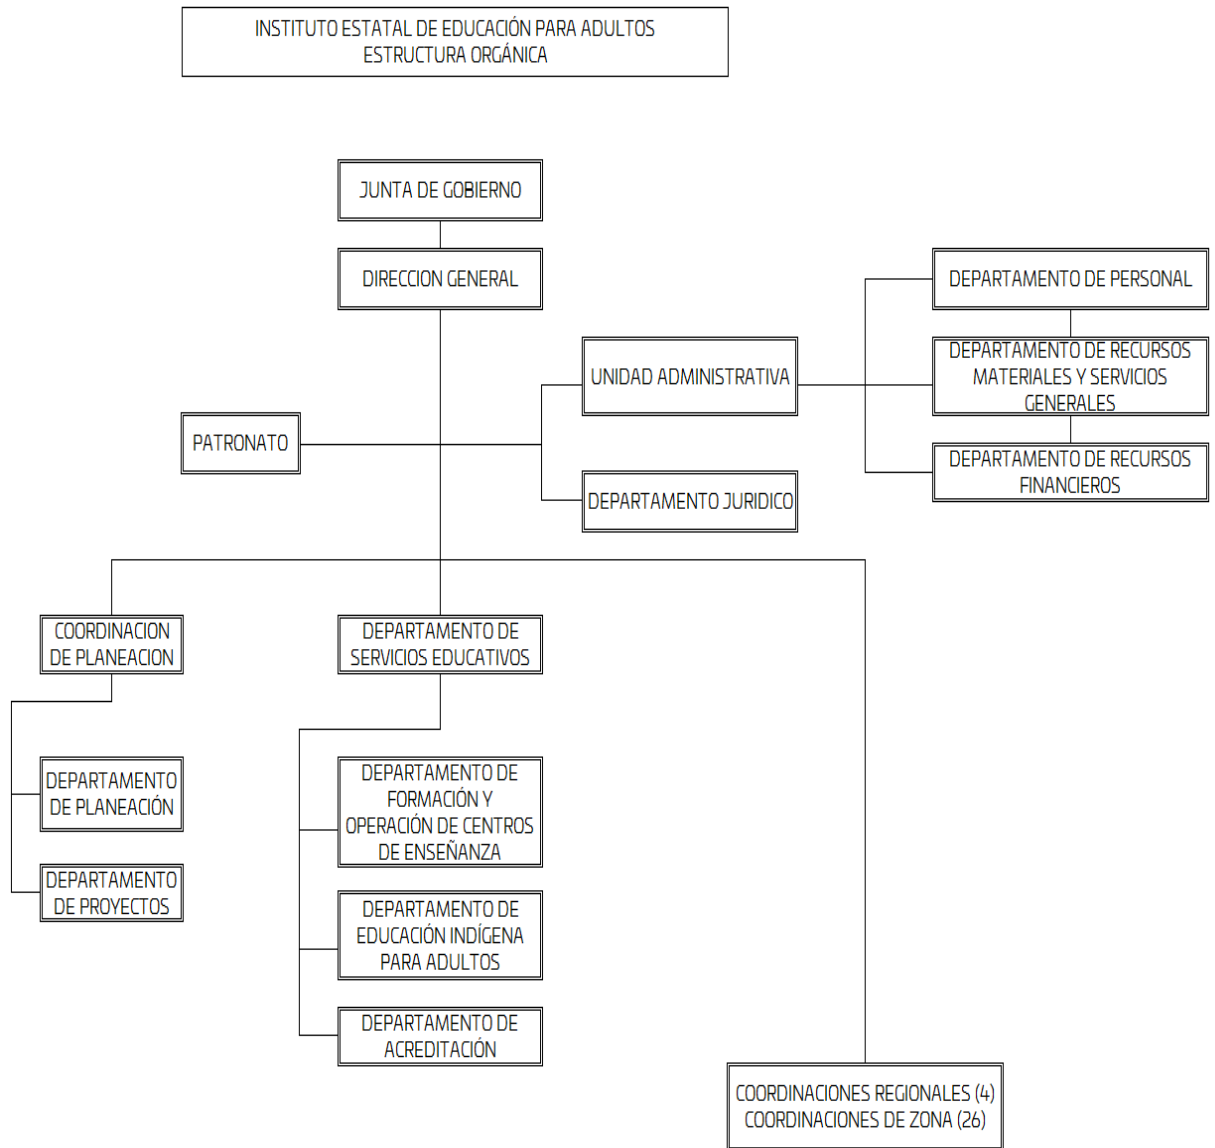 INSTITUTO ESTATAL DE EDUCACIÓN PARA ADULTOS
ESTRUCTURA ORGÁNICA
JUNTA DE GOBIERNO
DIRECCION GENERAL
DEPARTAMENTO DE PERSONAL
UNIDAD ADMINISTRATIVA
DEPARTAMENTO DE RECURSOS
MATERIALES Y SERVICIOS
GENERALES
PATRONATO
DEPARTAMENTO DE RECURSOS
FINANCIEROS
DEPARTAMENTO JURIDICO
COORDINACION
DE PLANEACION
DEPARTAMENTO DE
SERVICIOS EDUCATIVOS
DEPARTAMENTO
DE PLANEACIÓN
DEPARTAMENTO
DE PROYECTOS
DEPARTAMENTO DE
FORMACIÓN Y
OPERACIÓN DE CENTROS
DE ENSEÑANZA
DEPARTAMENTO DE
EDUCACIÓN INDÍGENA
PARA ADULTOS
DEPARTAMENTO DE
ACREDITACIÓN
COORDINACIONES REGIONALES (4)
COORDINACIONES DE ZONA (26)